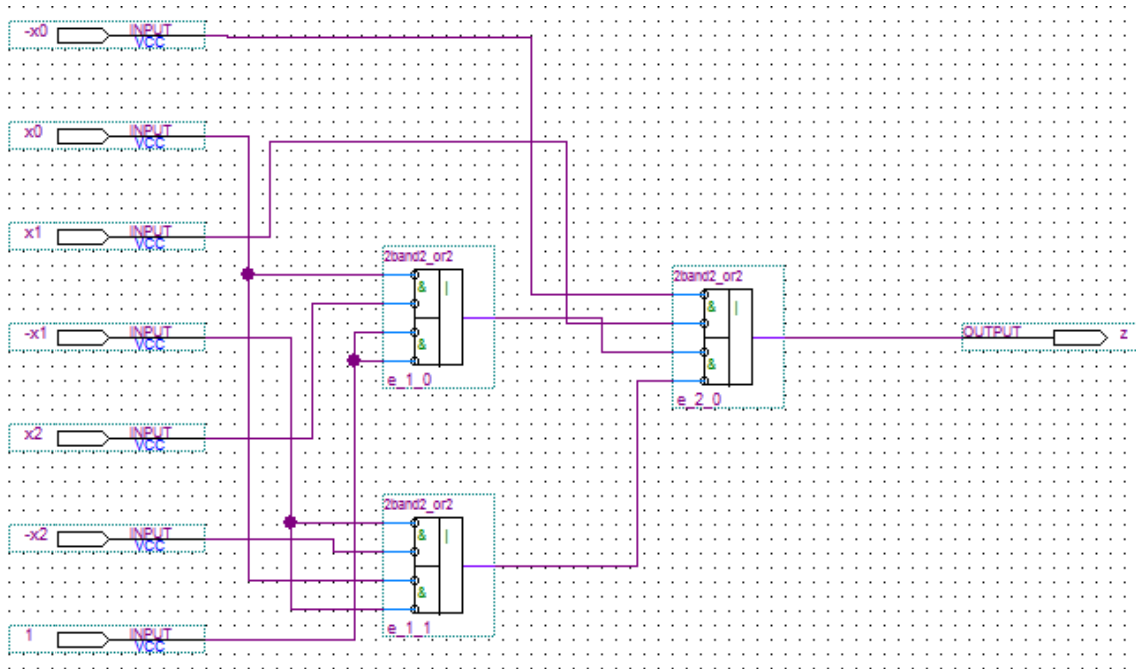 -x0 INPUT
VCC
x0 INPUT
VCC
x1 INPUT
VCC
2band2_or2
& |
&
e_1_0
2band2_or2
& |
&
e_2_0
OUTPUT z
-x1 INPUT
VCC
x2 INPUT
VCC
2band2_or2
& |
&
e_1_1
-x2 INPUT
VCC
1 INPUT
VCC